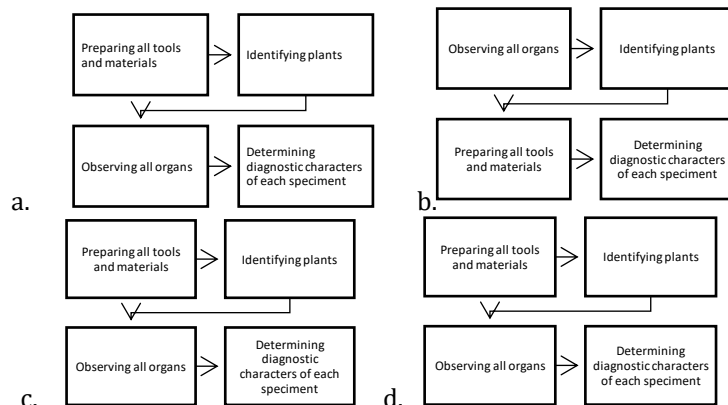 Preparing all tools
and materials
Identifying plants
Observing all organs
Determining
diagnostic characters
of each speciment
a.
Observing all organs
Identifying plants
Preparing all tools
and materials
Determining
diagnostic characters
of each speciment
b.
Preparing all tools
and materials
Identifying plants
Observing all organs
Determining
diagnostic
characters of each
speciment
c.
Preparing all tools
and materials
Identifying plants
Observing all organs
Determining
diagnostic characters
of each speciment
d.